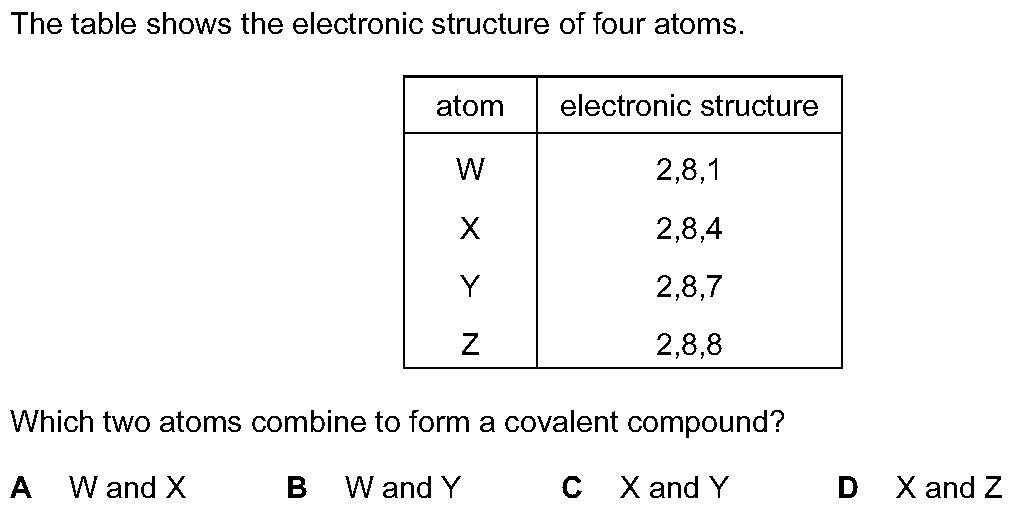 The table shows the electronic structure of four atoms.
atom electronic structure
W 2,8,1
X 2,8,4
Y 2,8,7
Z 2,8,8
Which two atoms combine to form a covalent compound?
A W and X B W and Y C X and Y D X and Z